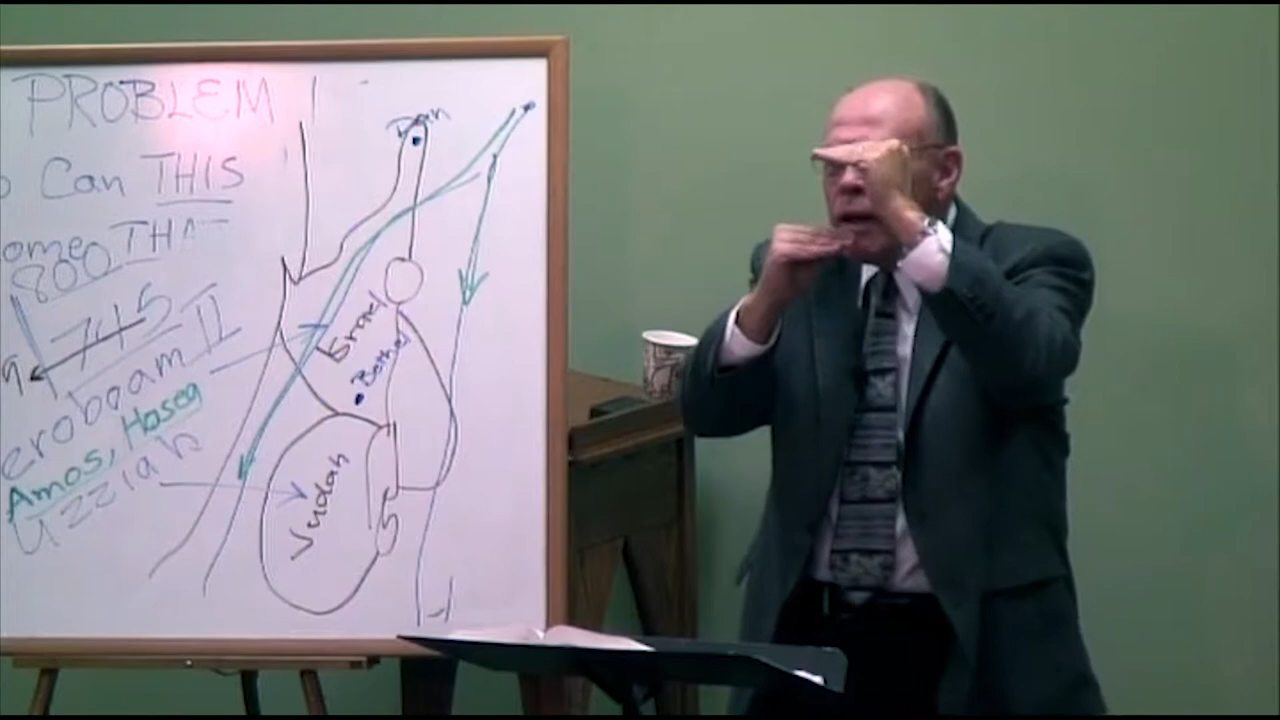 PROBLEM!
Can THIS
ome THAT
800
745
eroboam II
Amos, Hosea
Uzziah
Dan
Israel
Bethel
Judah